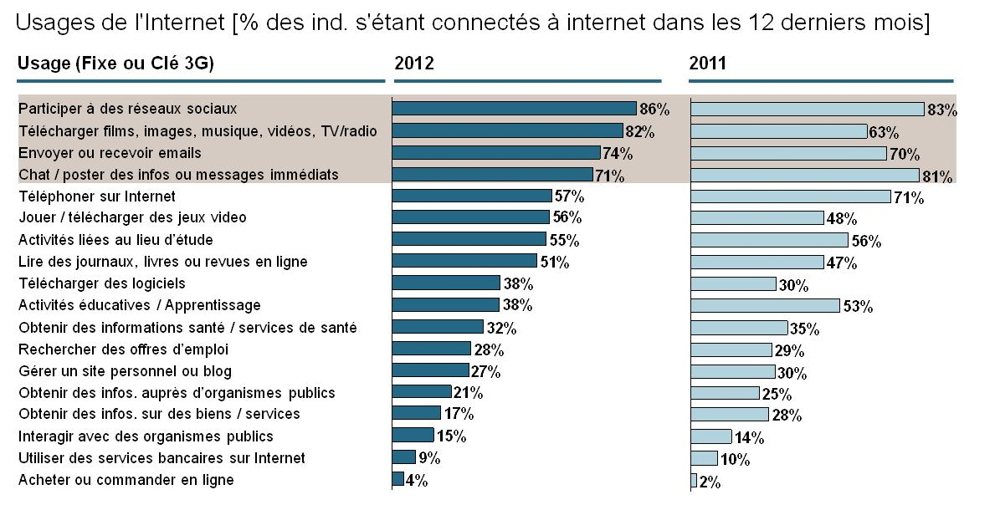 Usages de l'Internet [% des ind. s'étant connectés à internet dans les 12 derniers mois]
Usage (Fixe ou Clé 3G) 2012 2011
Participer à des réseaux sociaux 86% 83%
Télécharger films, images, musique, vidéos, TV/radio 82% 63%
Envoyer ou recevoir emails 74% 70%
Chat / poster des infos ou messages immédiats 71% 81%
Téléphoner sur Internet 57% 71%
Jouer / télécharger des jeux video 56% 48%
Activités liées au lieu d'étude 55% 56%
Lire des journaux, livres ou revues en ligne 51% 47%
Télécharger des logiciels 38% 30%
Activités éducatives / Apprentissage 38% 53%
Obtenir des informations santé / services de santé 32% 35%
Rechercher des offres d'emploi 28% 29%
Gérer un site personnel ou blog 27% 30%
Obtenir des infos. auprès d'organismes publics 21% 25%
Obtenir des infos. sur des biens / services 17% 28%
Interagir avec des organismes publics 15% 14%
Utiliser des services bancaires sur Internet 9% 10%
Acheter ou commander en ligne 4% 2%